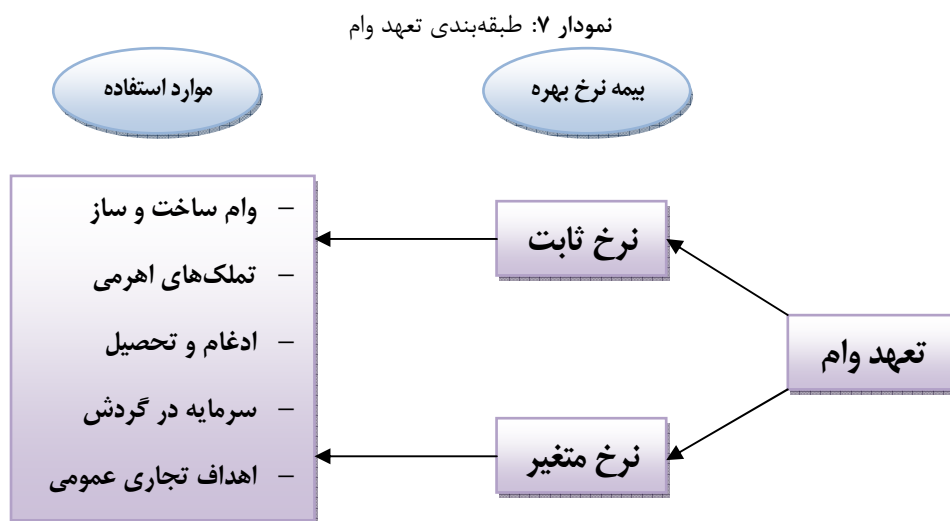 نمودار ۷: طبقه‌بندی تعهد وام
بیمه نرخ بهره
موارد استفاده
تعهد وام
نرخ ثابت
نرخ متغیر
– وام ساخت و ساز
– تملک‌های اهرمی
– ادغام و تحصیل
– سرمایه در گردش
– اهداف تجاری عمومی